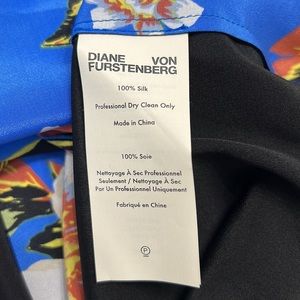 DIANE VON
FURSTENBERG
100% Silk
Professional Dry Clean Only
Made in China
100% Soie
Nettoyage À Sec Professionnel
Seulement / Nettoyage À Sec
Par Un Professionnel Uniquement
Fabriqué en Chine
P